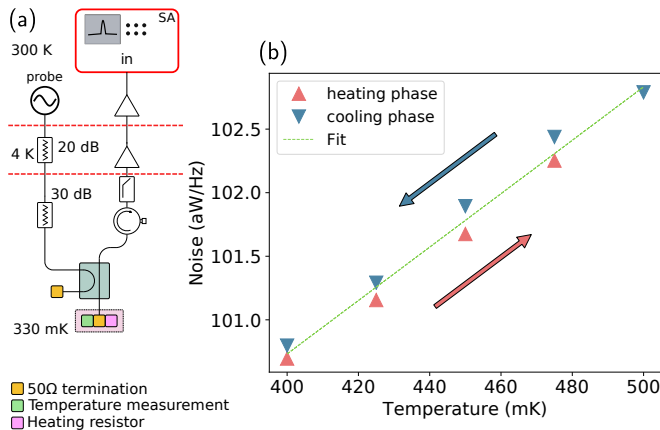 (a)
SA
300 K
in
probe
4 K
20 dB
30 dB
330 mK
50Ω termination
Temperature measurement
Heating resistor
(b)
heating phase
cooling phase
Fit
Noise (aW/Hz)
102.5
102.0
101.5
101.0
400
420
440
460
480
500
Temperature (mK)